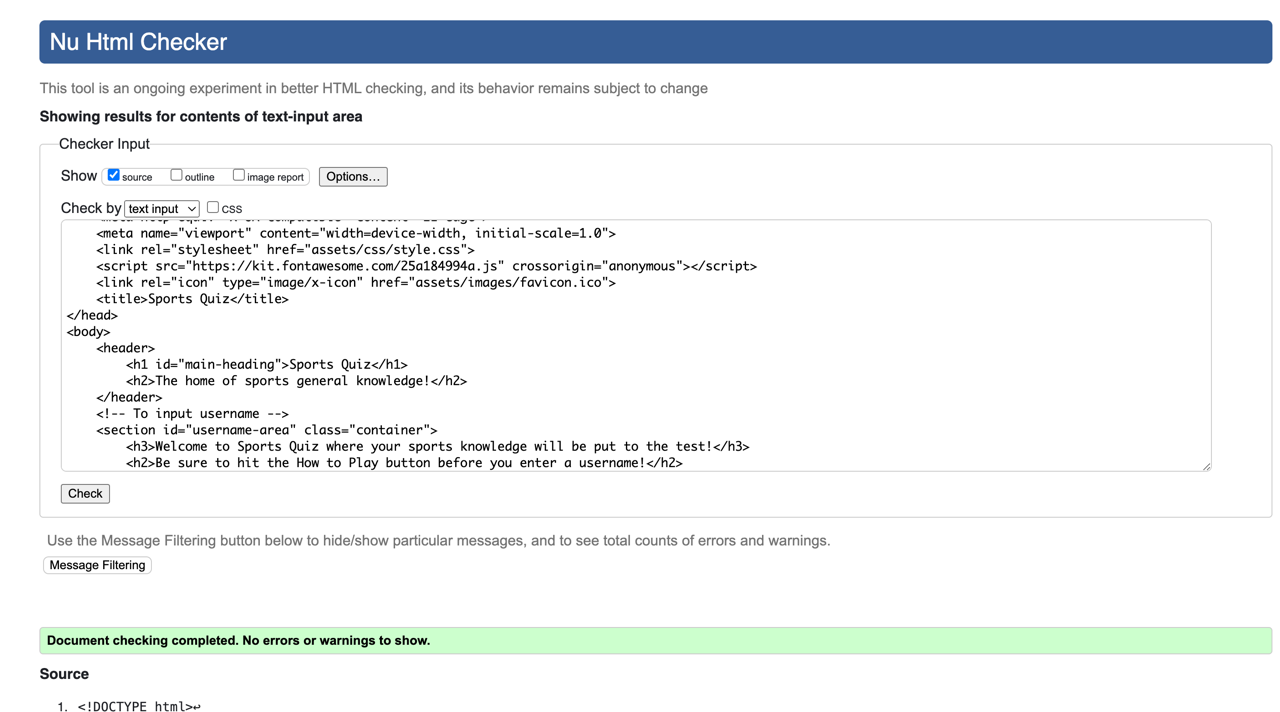 Nu Html Checker
This tool is an ongoing experiment in better HTML checking, and its behavior remains subject to change
Showing results for contents of text-input area
Checker Input
Show source outline image report Options...
Check by text input css
<meta name="viewport" content="width=device-width, initial-scale=1.0">
<link rel="stylesheet" href="assets/css/style.css">
<script src="https://kit.fontawesome.com/25a184994a.js" crossorigin="anonymous"></script>
<link rel="icon" type="image/x-icon" href="assets/images/favicon.ico">
<title>Sports Quiz</title>
</head>
<body>
<header>
<h1 id="main-heading">Sports Quiz</h1>
<h2>The home of sports general knowledge!</h2>
</header>
<!-- To input username -->
<section id="username-area" class="container">
<h3>Welcome to Sports Quiz where your sports knowledge will be put to the test!</h3>
<h2>Be sure to hit the How to Play button before you enter a username!</h2>
Check
Use the Message Filtering button below to hide/show particular messages, and to see total counts of errors and warnings.
Message Filtering
Document checking completed. No errors or warnings to show.
Source
1. <!DOCTYPE html>↩